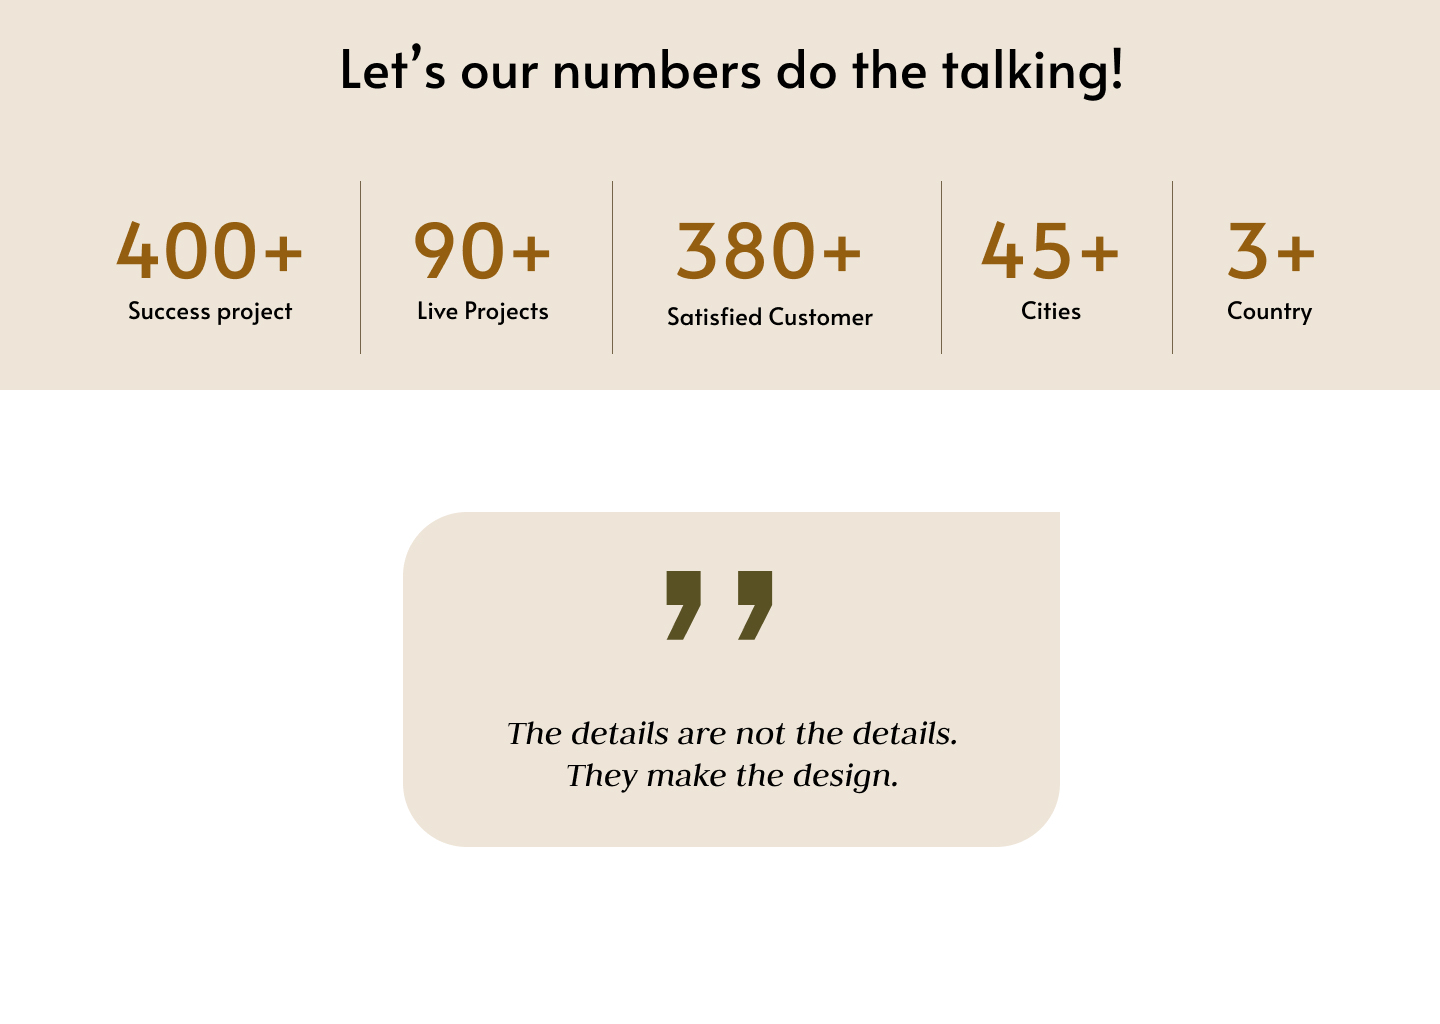 Let’s our numbers do the talking!
400+
Success project
90+
Live Projects
380+
Satisfied Customer
45+
Cities
3+
Country
”
The details are not the details.
They make the design.